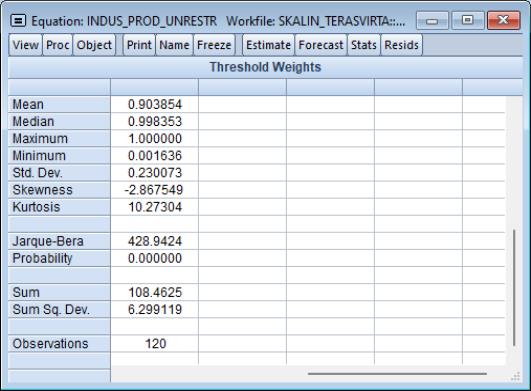 Equation: INDUS_PROD_UNRESTR Workfile: SKALIN_TERASVIRTA::...
View Proc Object Print Name Freeze Estimate Forecast Stats Resids
Threshold Weights
Mean 0.903854
Median 0.998353
Maximum 1.000000
Minimum 0.001636
Std. Dev. 0.230073
Skewness -2.867549
Kurtosis 10.27304
Jarque-Bera 428.9424
Probability 0.000000
Sum 108.4625
Sum Sq. Dev. 6.299119
Observations 120